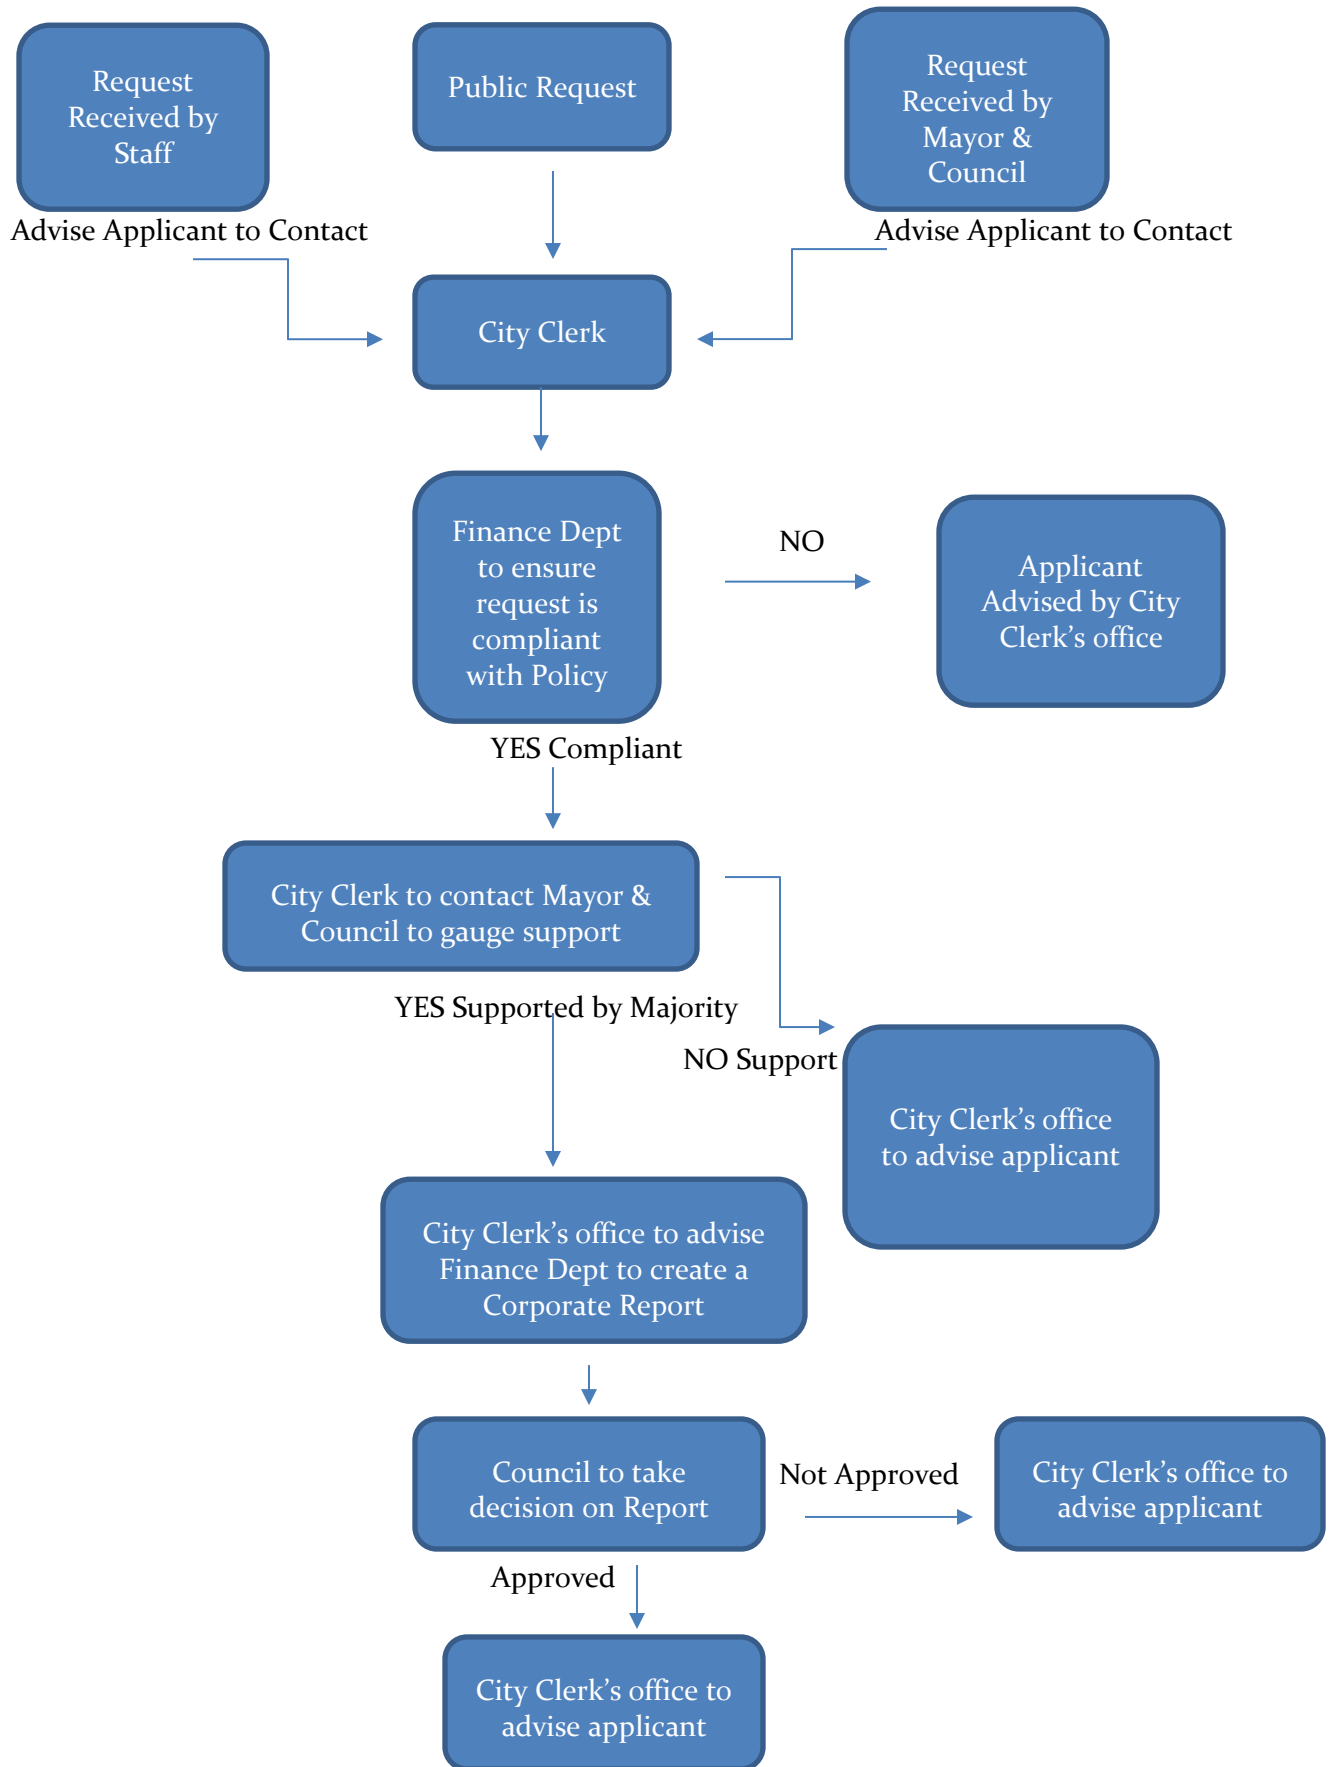 Request
Received by
Staff
Public Request
Request
Received by
Mayor &
Council
Advise Applicant to Contact
Advise Applicant to Contact
City Clerk
Finance Dept
to ensure
request is
compliant
with Policy
NO
Applicant
Advised by City
Clerk’s office
YES Compliant
City Clerk to contact Mayor &
Council to gauge support
YES Supported by Majority
NO Support
City Clerk’s office
to advise applicant
City Clerk’s office to advise
Finance Dept to create a
Corporate Report
Council to take
decision on Report
Not Approved
City Clerk’s office to
advise applicant
Approved
City Clerk’s office to
advise applicant